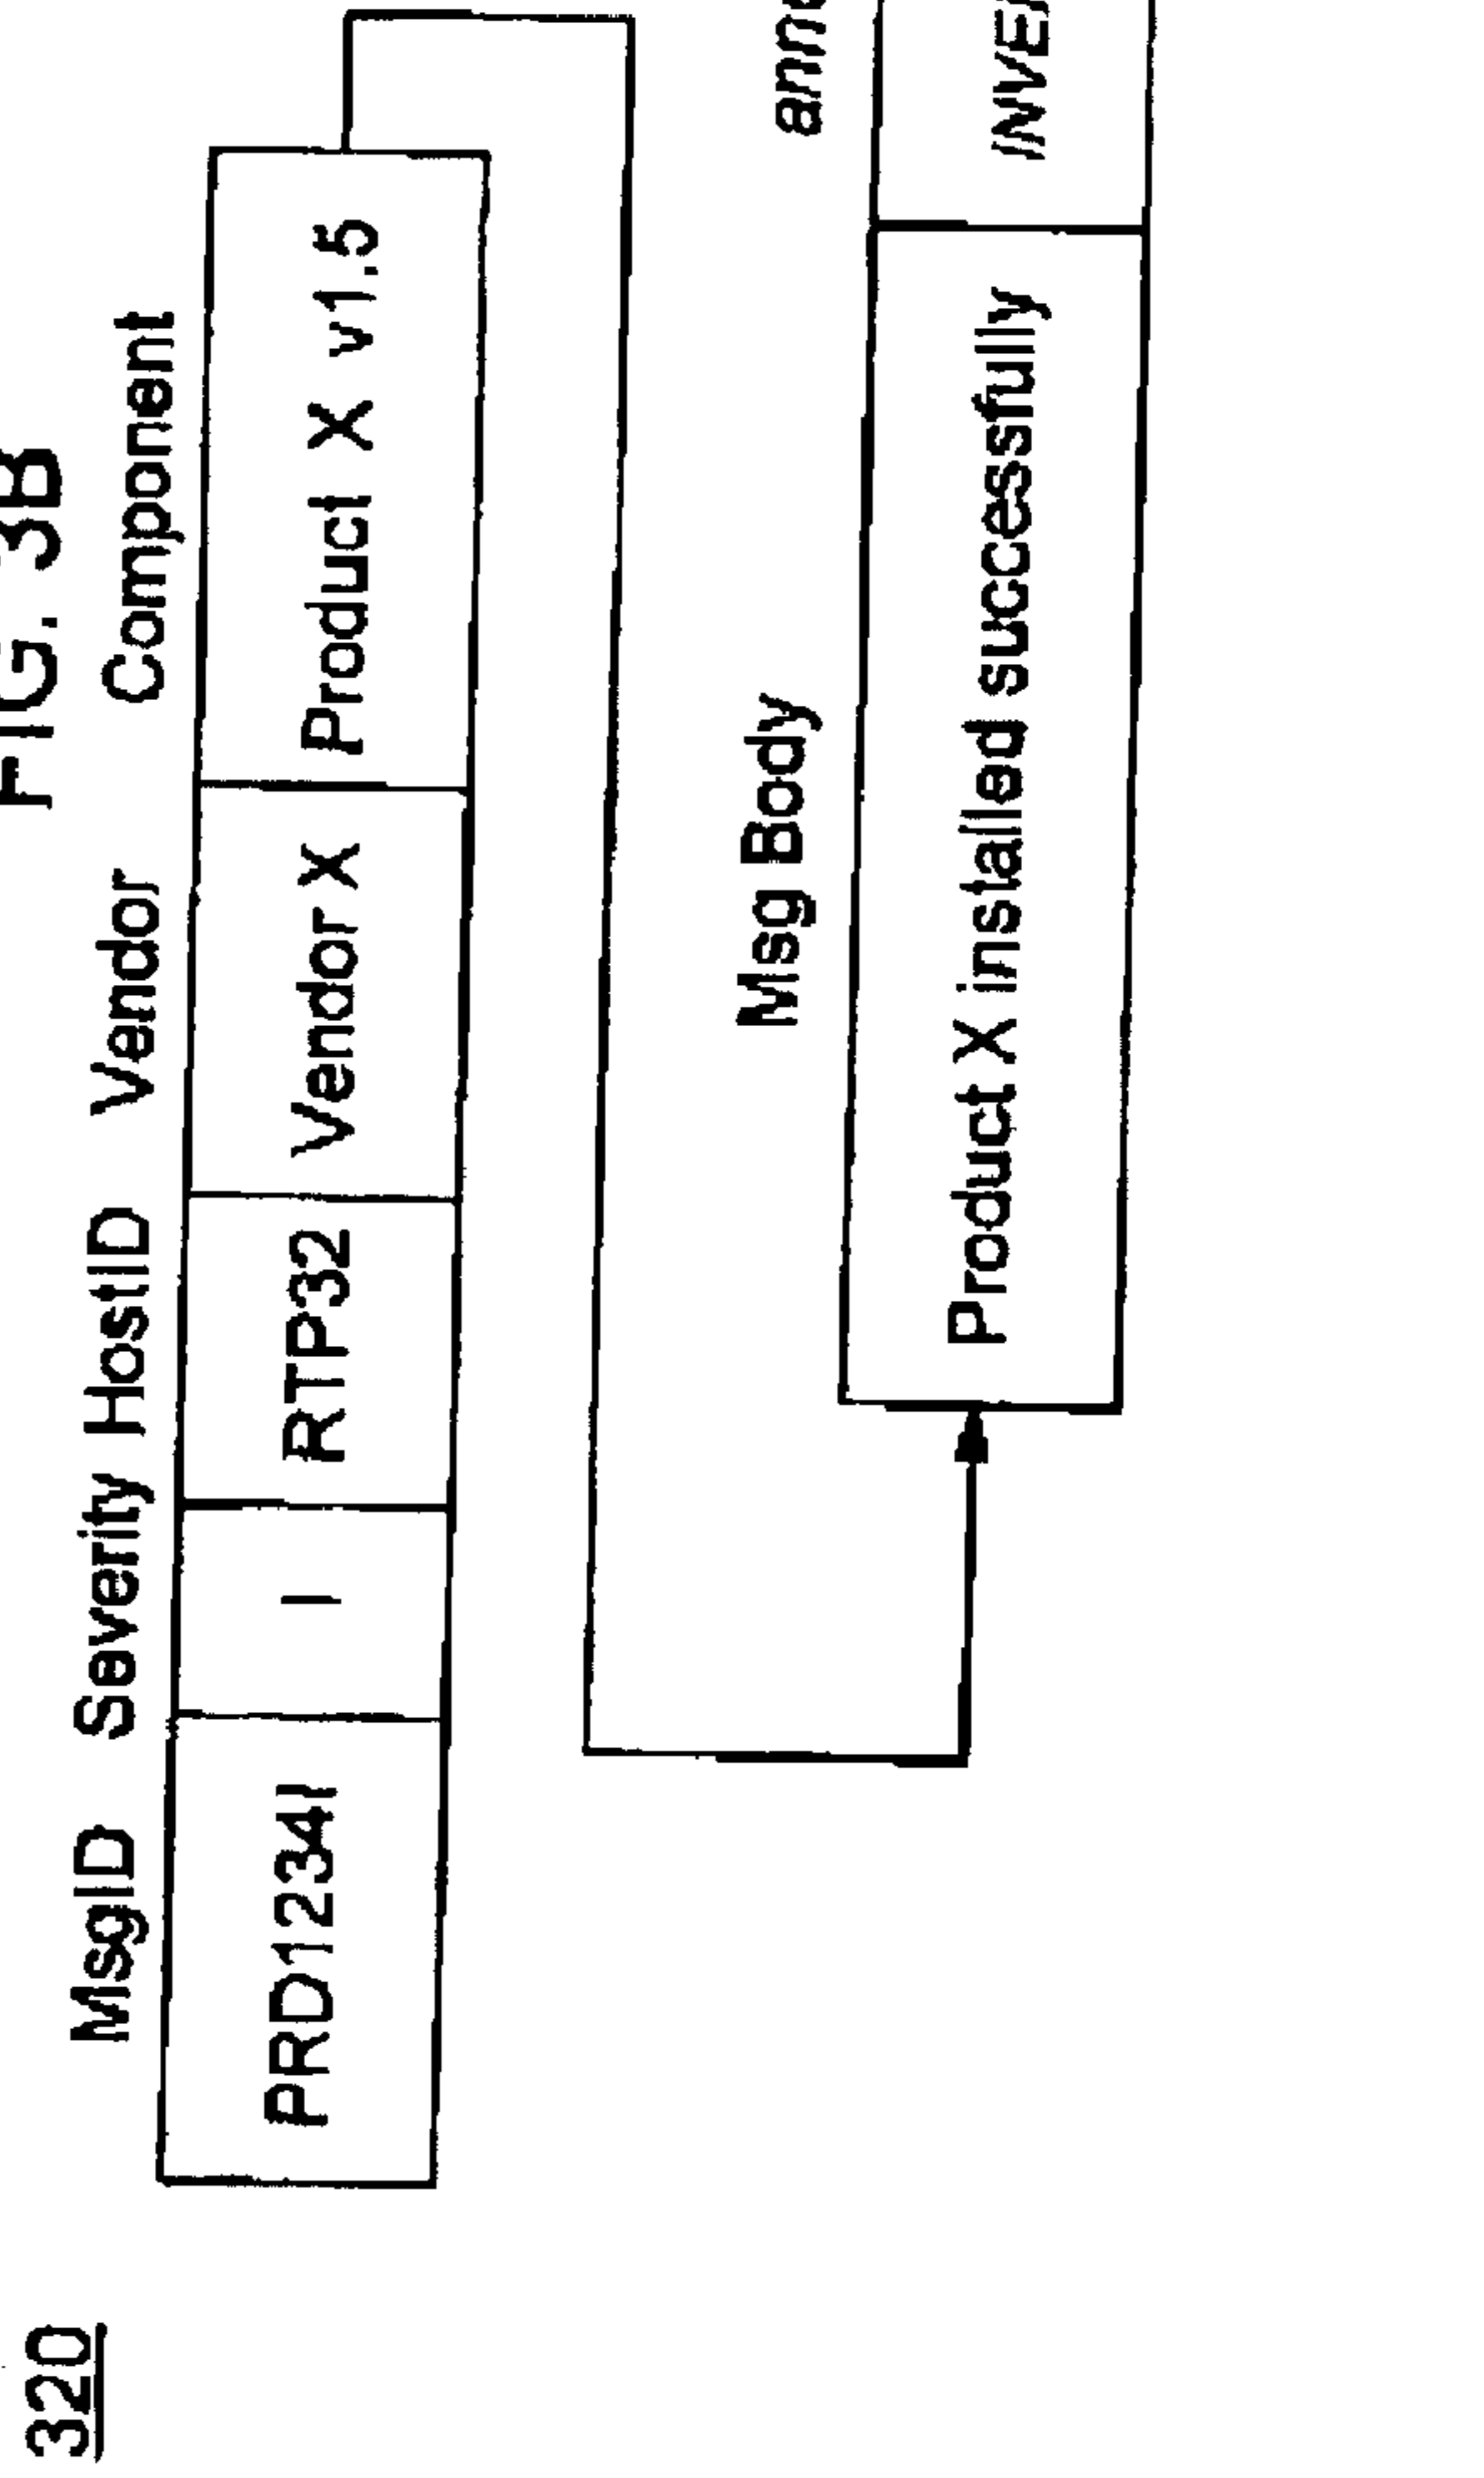 320
FIG. 3B
MsgID Severity HostID Vendor Component
PRD1234I I RTP32 Vendor X Product X v1.5
Msg Body
Product X installed successfully